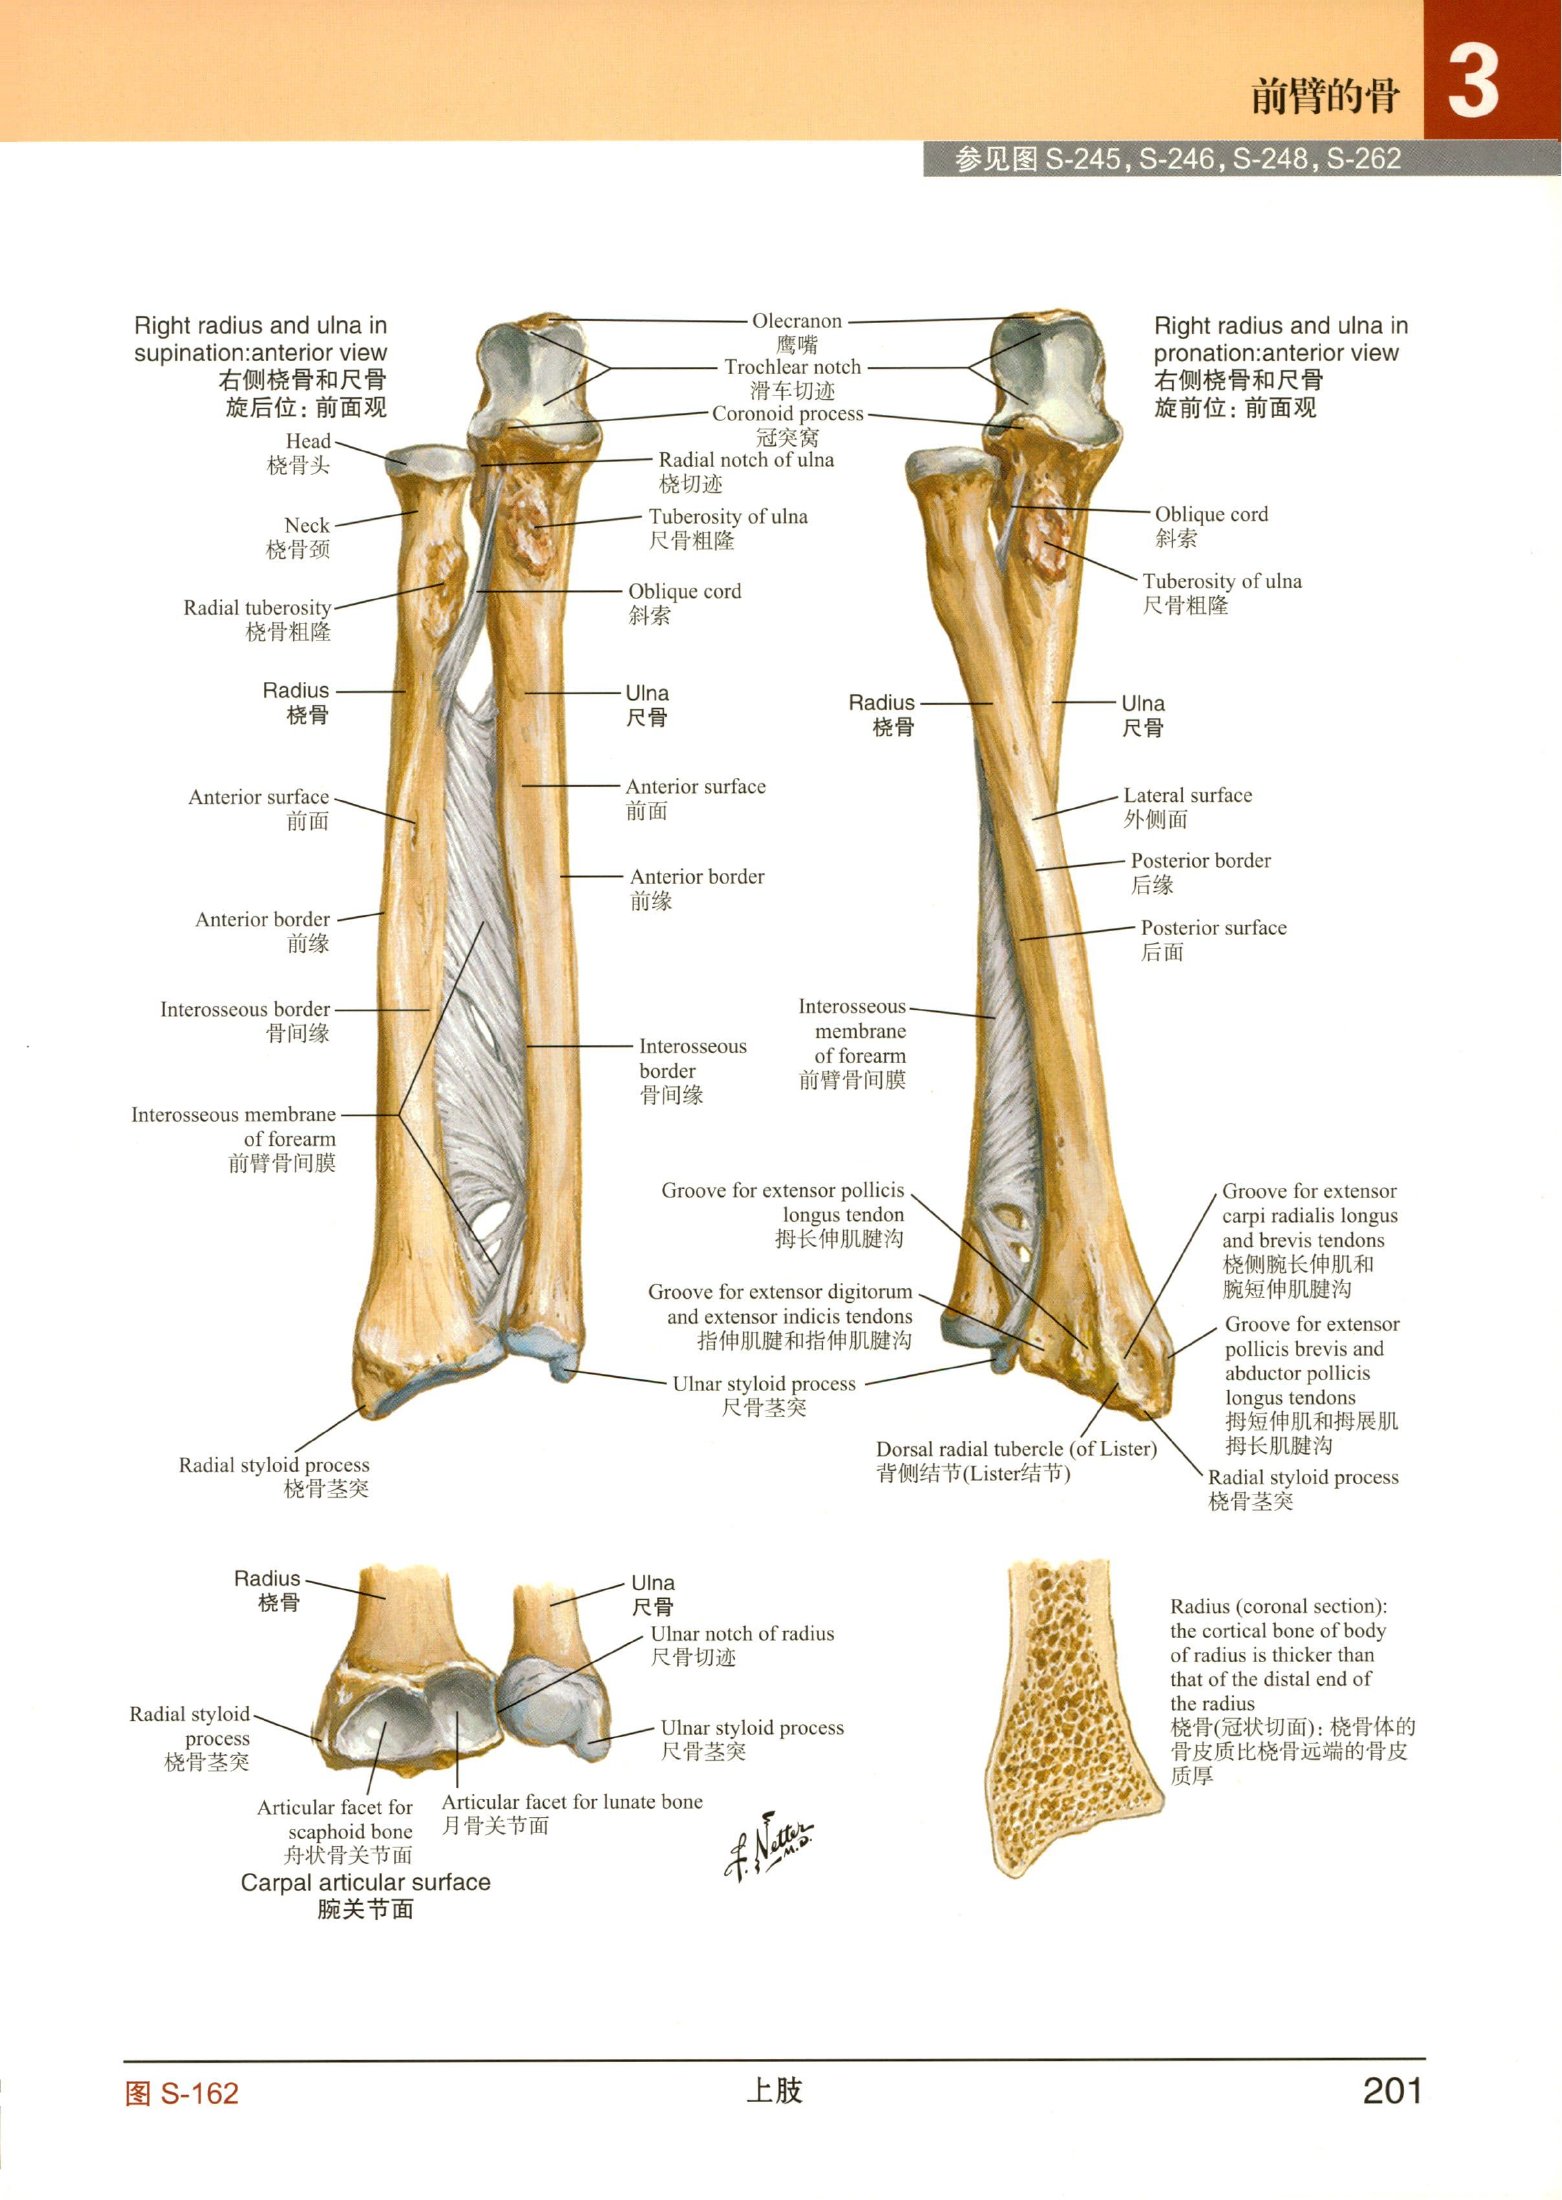 前臂的骨
3
参见图 S-245, S-246, S-248, S-262
Right radius and ulna in
supination:anterior view
右侧桡骨和尺骨
旋后位: 前面观
Head
桡骨头
Neck
桡骨颈
Radial tuberosity
桡骨粗隆
Radius
桡骨
Anterior surface
前面
Anterior border
前缘
Interosseous border
骨间缘
Interosseous membrane
of forearm
前臂骨间膜
Radial styloid process
桡骨茎突
Olecranon
鹰嘴
Trochlear notch
滑车切迹
Coronoid process
冠突窝
Radial notch of ulna
桡切迹
Tuberosity of ulna
尺骨粗隆
Oblique cord
斜索
Ulna
尺骨
Anterior surface
前面
Anterior border
前缘
Interosseous
border
骨间缘
Right radius and ulna in
pronation:anterior view
右侧桡骨和尺骨
旋前位: 前面观
Oblique cord
斜索
Tuberosity of ulna
尺骨粗隆
Radius
桡骨
Ulna
尺骨
Lateral surface
外侧面
Posterior border
后缘
Posterior surface
后面
Interosseous
membrane
of forearm
前臂骨间膜
Groove for extensor pollicis
longus tendon
拇长伸肌腱沟
Groove for extensor digitorum
and extensor indicis tendons
指伸肌腱和指伸肌腱沟
Ulnar styloid process
尺骨茎突
Groove for extensor
carpi radialis longus
and brevis tendons
桡侧腕长伸肌和
腕短伸肌腱沟
Groove for extensor
pollicis brevis and
abductor pollicis
longus tendons
拇短伸肌和拇展肌
拇长肌腱沟
Dorsal radial tubercle (of Lister)
背侧结节(Lister结节)
Radial styloid process
桡骨茎突
Radius
桡骨
Ulna
尺骨
Ulnar notch of radius
尺骨切迹
Radial styloid
process
桡骨茎突
Ulnar styloid process
尺骨茎突
Articular facet for
scaphoid bone
舟状骨关节面
Articular facet for lunate bone
月骨关节面
Carpal articular surface
腕关节面
F. Netter
M.D.
Radius (coronal section):
the cortical bone of body
of radius is thicker than
that of the distal end of
the radius
桡骨(冠状切面): 桡骨体的
骨皮质比桡骨远端的骨皮
质厚
图 S-162
上肢
201